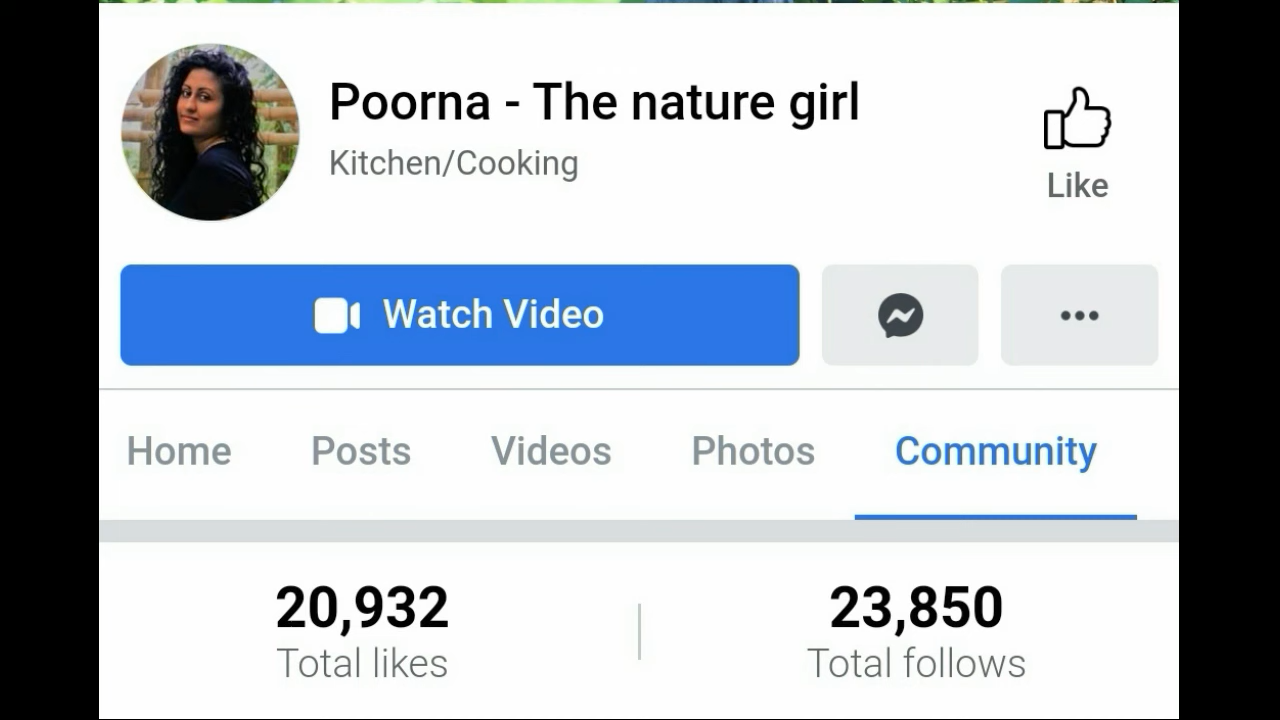 Poorna - The nature girl
Kitchen/Cooking
Like
Watch Video
Home Posts Videos Photos Community
20,932 23,850
Total likes Total follows